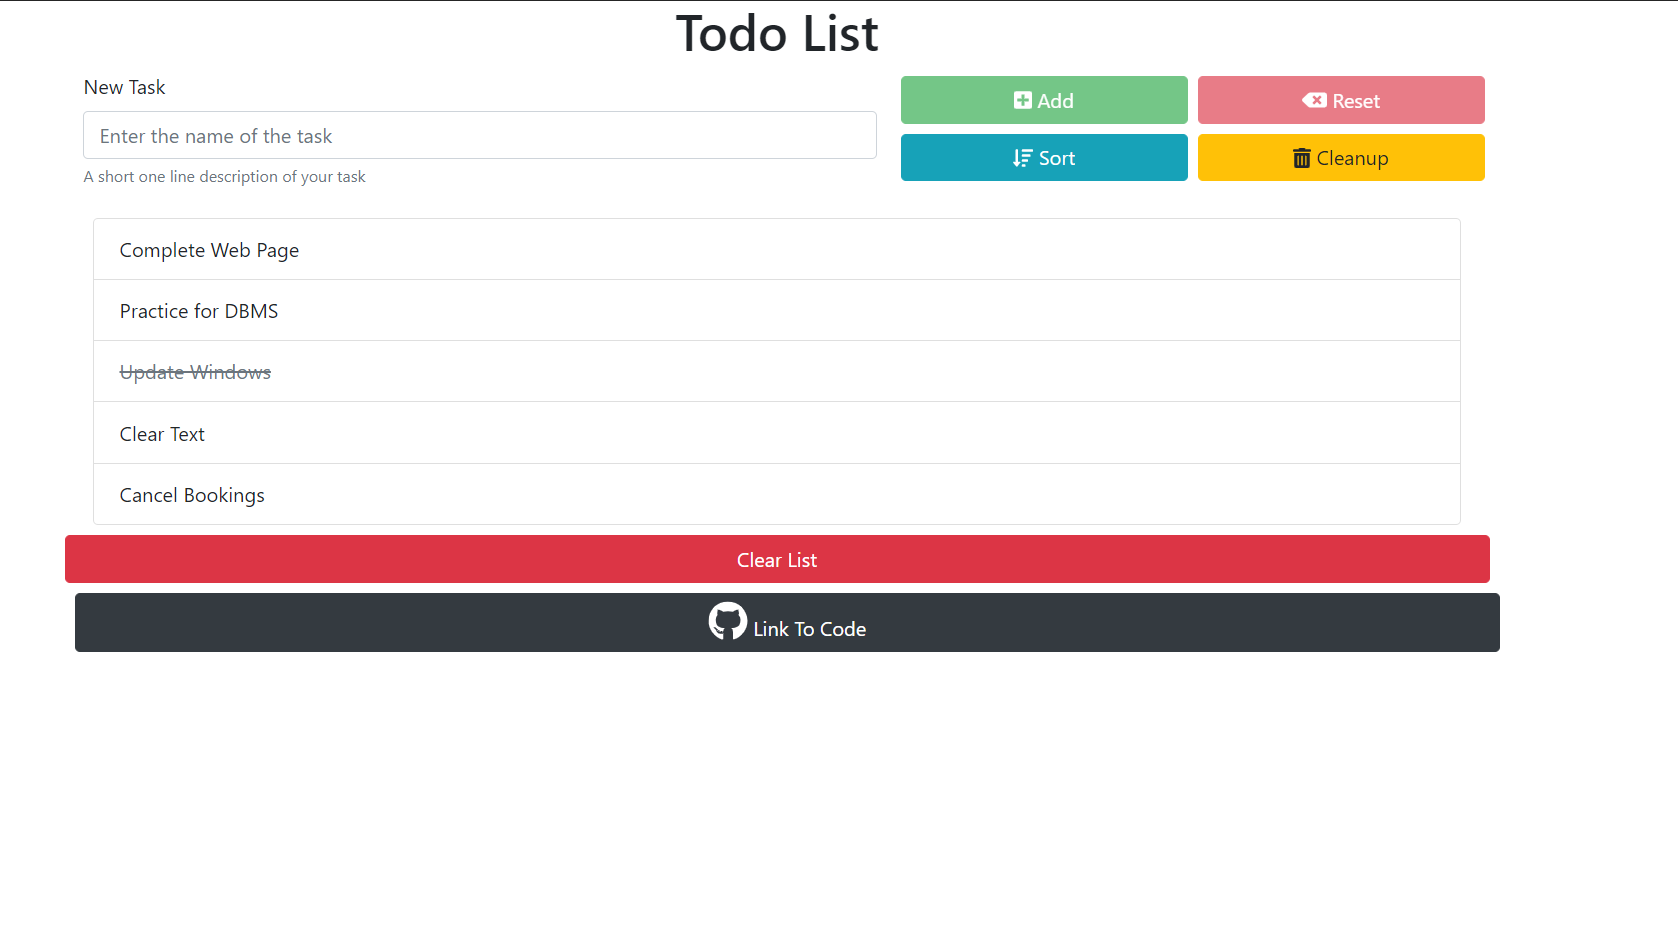 Todo List
New Task
Enter the name of the task
A short one line description of your task
Add
Reset
Sort
Cleanup
Complete Web Page
Practice for DBMS
Update Windows
Clear Text
Cancel Bookings
Clear List
Link To Code